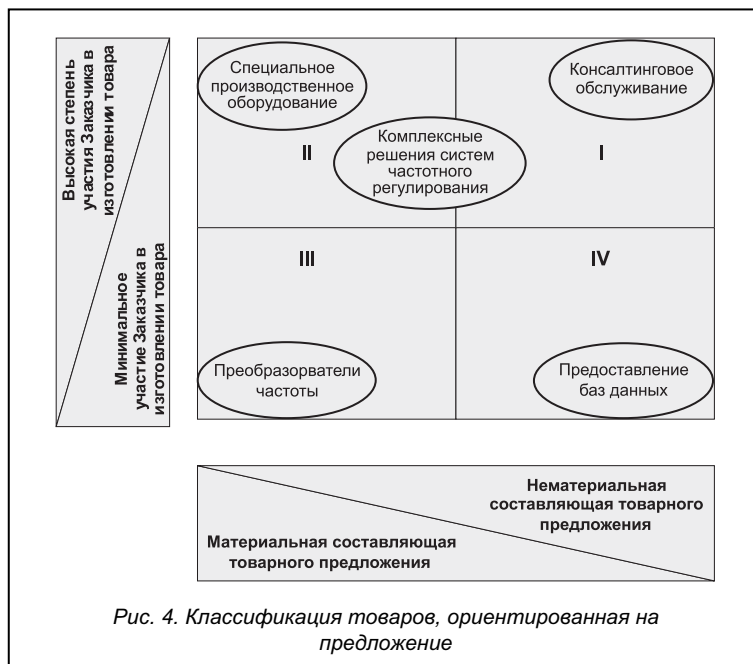 Высокая степень
участия Заказчика в
изготовлении товара
Минимальное
участие Заказчика в
изготовлении товара
Специальное
производственное
оборудование
Консалтинговое
обслуживание
Комплексные
решения систем
частотного
регулирования
II
I
III
IV
Преобразорватели
частоты
Предоставление
баз данных
Нематериальная
составляющая товарного
предложения
Материальная составляющая
товарного предложения
Рис. 4. Классификация товаров, ориентированная на
предложение